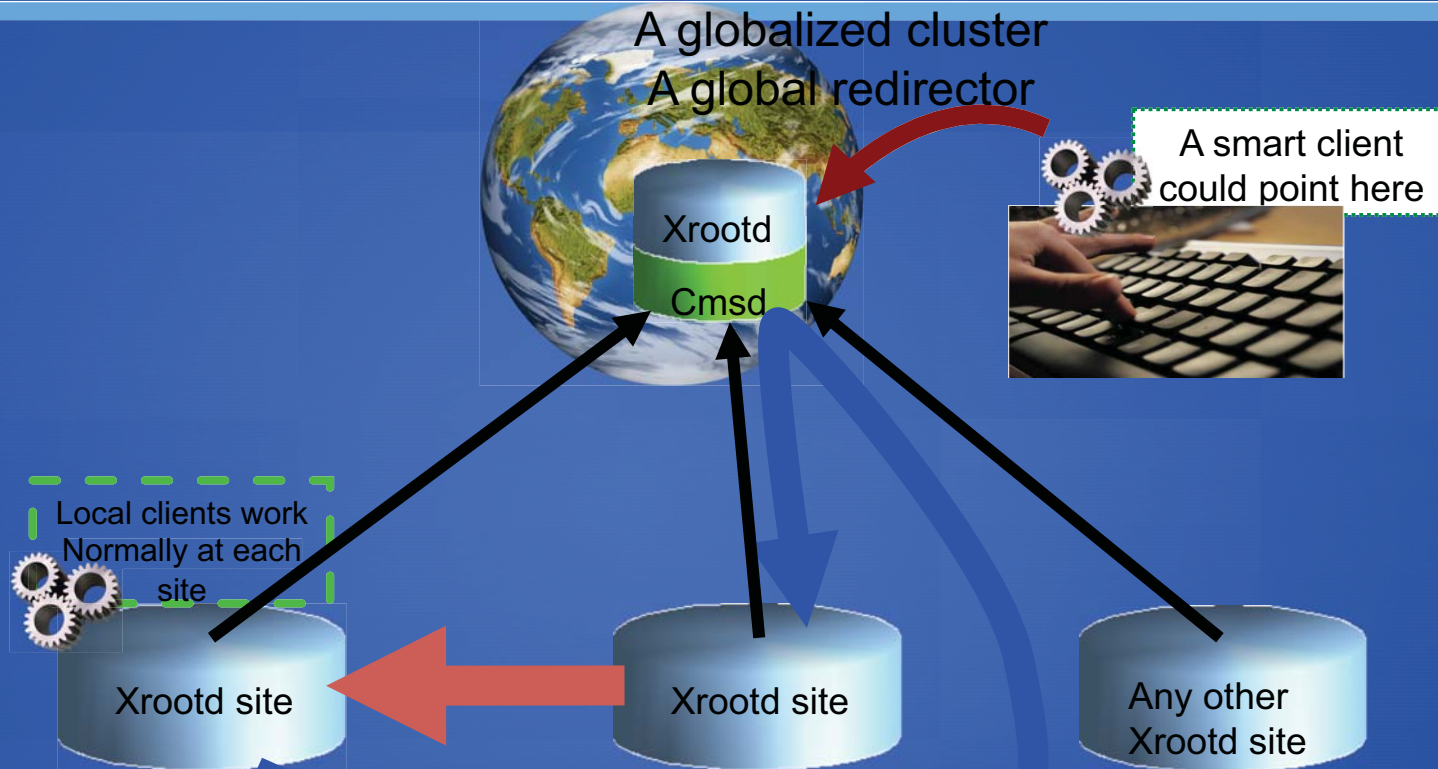 A globalized cluster
A global redirector
A smart client
could point here
Xrootd
Cmsd
Local clients work
Normally at each
site
Xrootd site
Xrootd site
Any other
Xrootd site